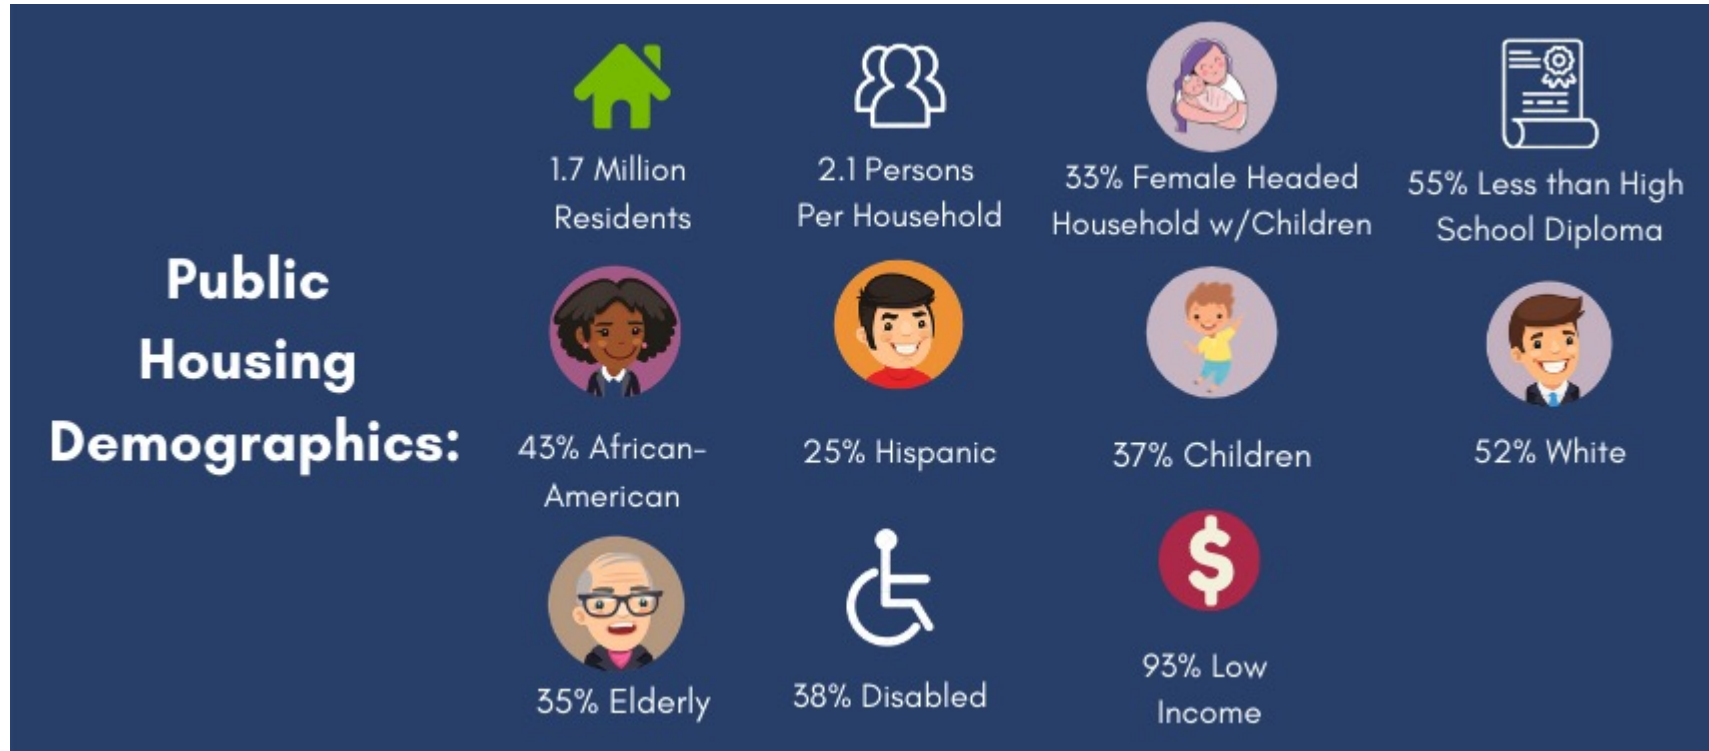 Public
Housing
Demographics:
1.7 Million
Residents
2.1 Persons
Per Household
33% Female Headed
Household w/Children
55% Less than High
School Diploma
43% African-
American
25% Hispanic
37% Children
52% White
35% Elderly
38% Disabled
$
93% Low
Income